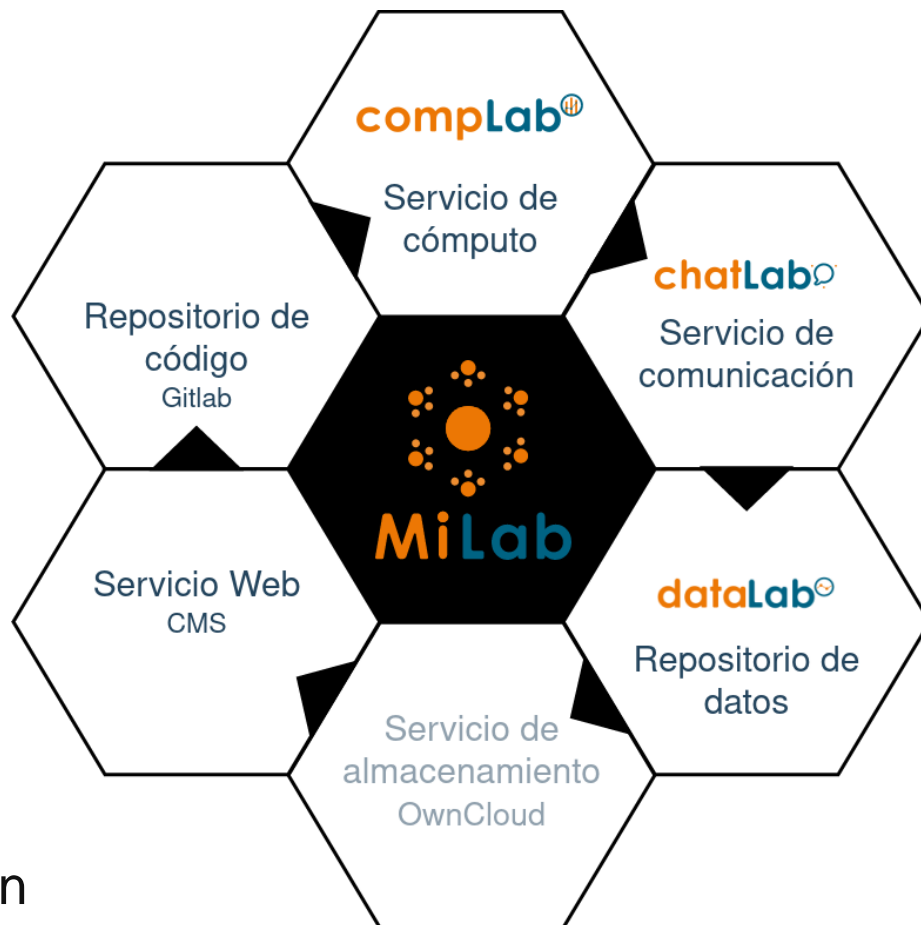 compLab
Servicio de
cómputo
chatLab
Servicio de
comunicación
Repositorio de
código
Gitlab
MiLab
Servicio Web
CMS
dataLab
Repositorio de
datos
Servicio de
almacenamiento
OwnCloud
n